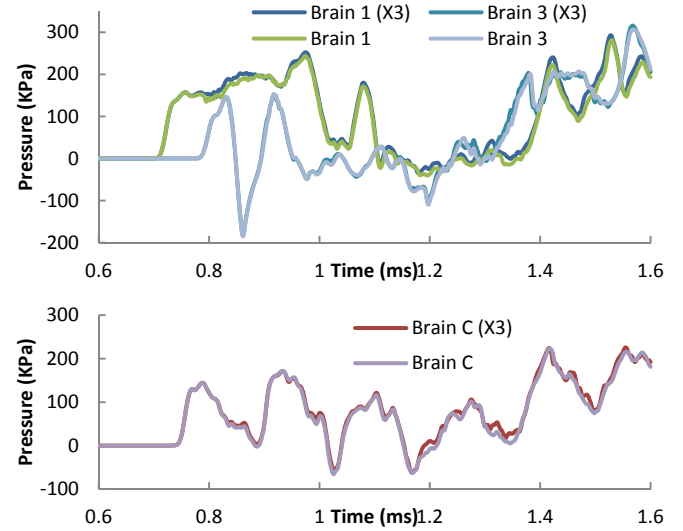 Brain 1 (X3) Brain 3 (X3)
Brain 1 Brain 3
Pressure (KPa)
300
200
100
0
-100
-200
0.6 0.8 1 Time (ms) 1.2 1.4 1.6
Brain C (X3)
Brain C
Pressure (KPa)
300
200
100
0
-100
0.6 0.8 1 Time (ms) 1.2 1.4 1.6